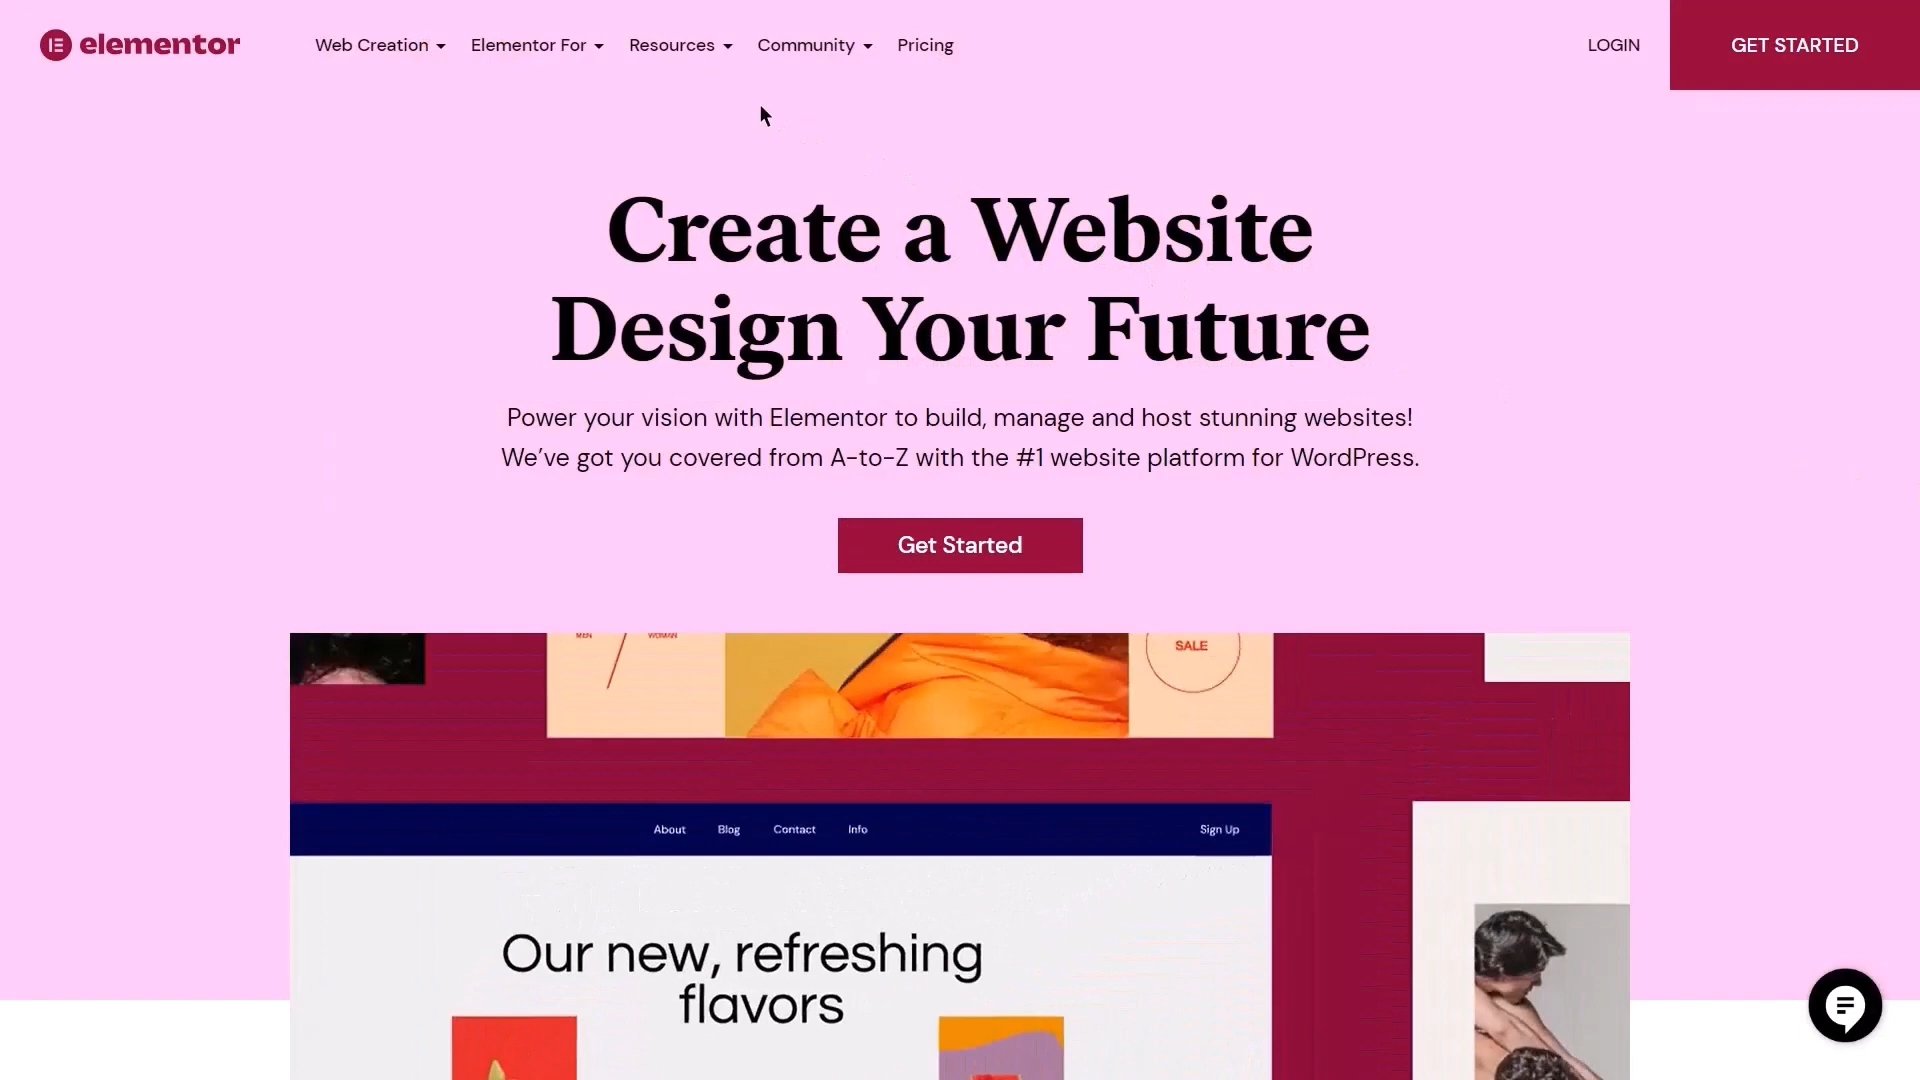 elementor
Web Creation
Elementor For
Resources
Community
Pricing
LOGIN
GET STARTED
Create a Website
Design Your Future
Power your vision with Elementor to build, manage and host stunning websites!
We’ve got you covered from A-to-Z with the #1 website platform for WordPress.
Get Started
MEN
WOMAN
SALE
About
Blog
Contact
Info
Sign Up
Our new, refreshing
flavors